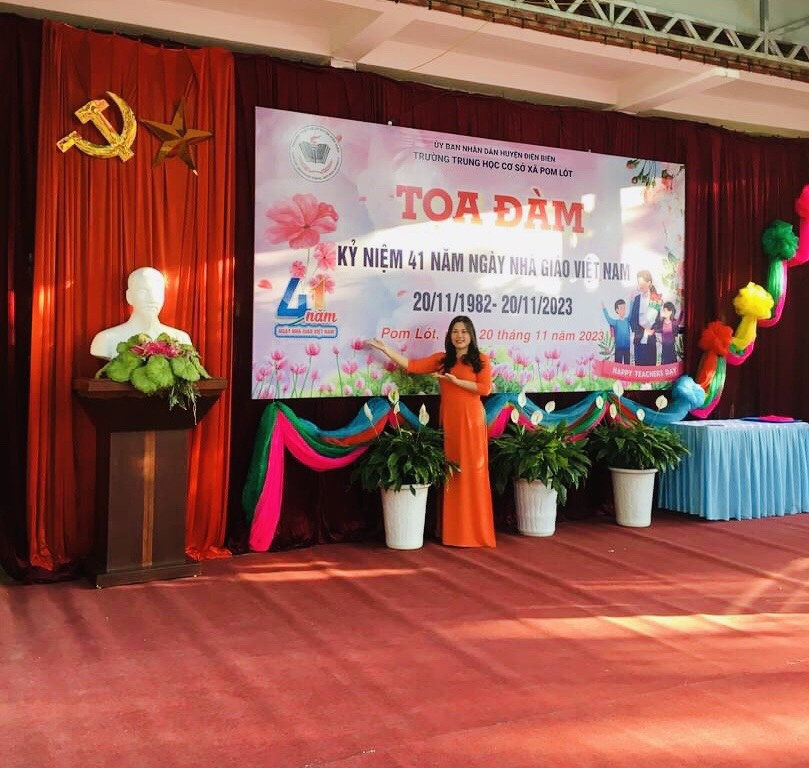 ỦY BAN NHÂN DÂN HUYỆN ĐIỆN BIÊN
TRƯỜNG TRUNG HỌC CƠ SỞ XÃ POM LÓT
TỌA ĐÀM
KỶ NIỆM 41 NĂM NGÀY NHÀ GIÁO VIỆT NAM
20/11/1982- 20/11/2023
41 năm
NGÀY NHÀ GIÁO VIỆT NAM
Pom Lót, 20 tháng 11 năm 2023
HAPPY TEACHERS DAY